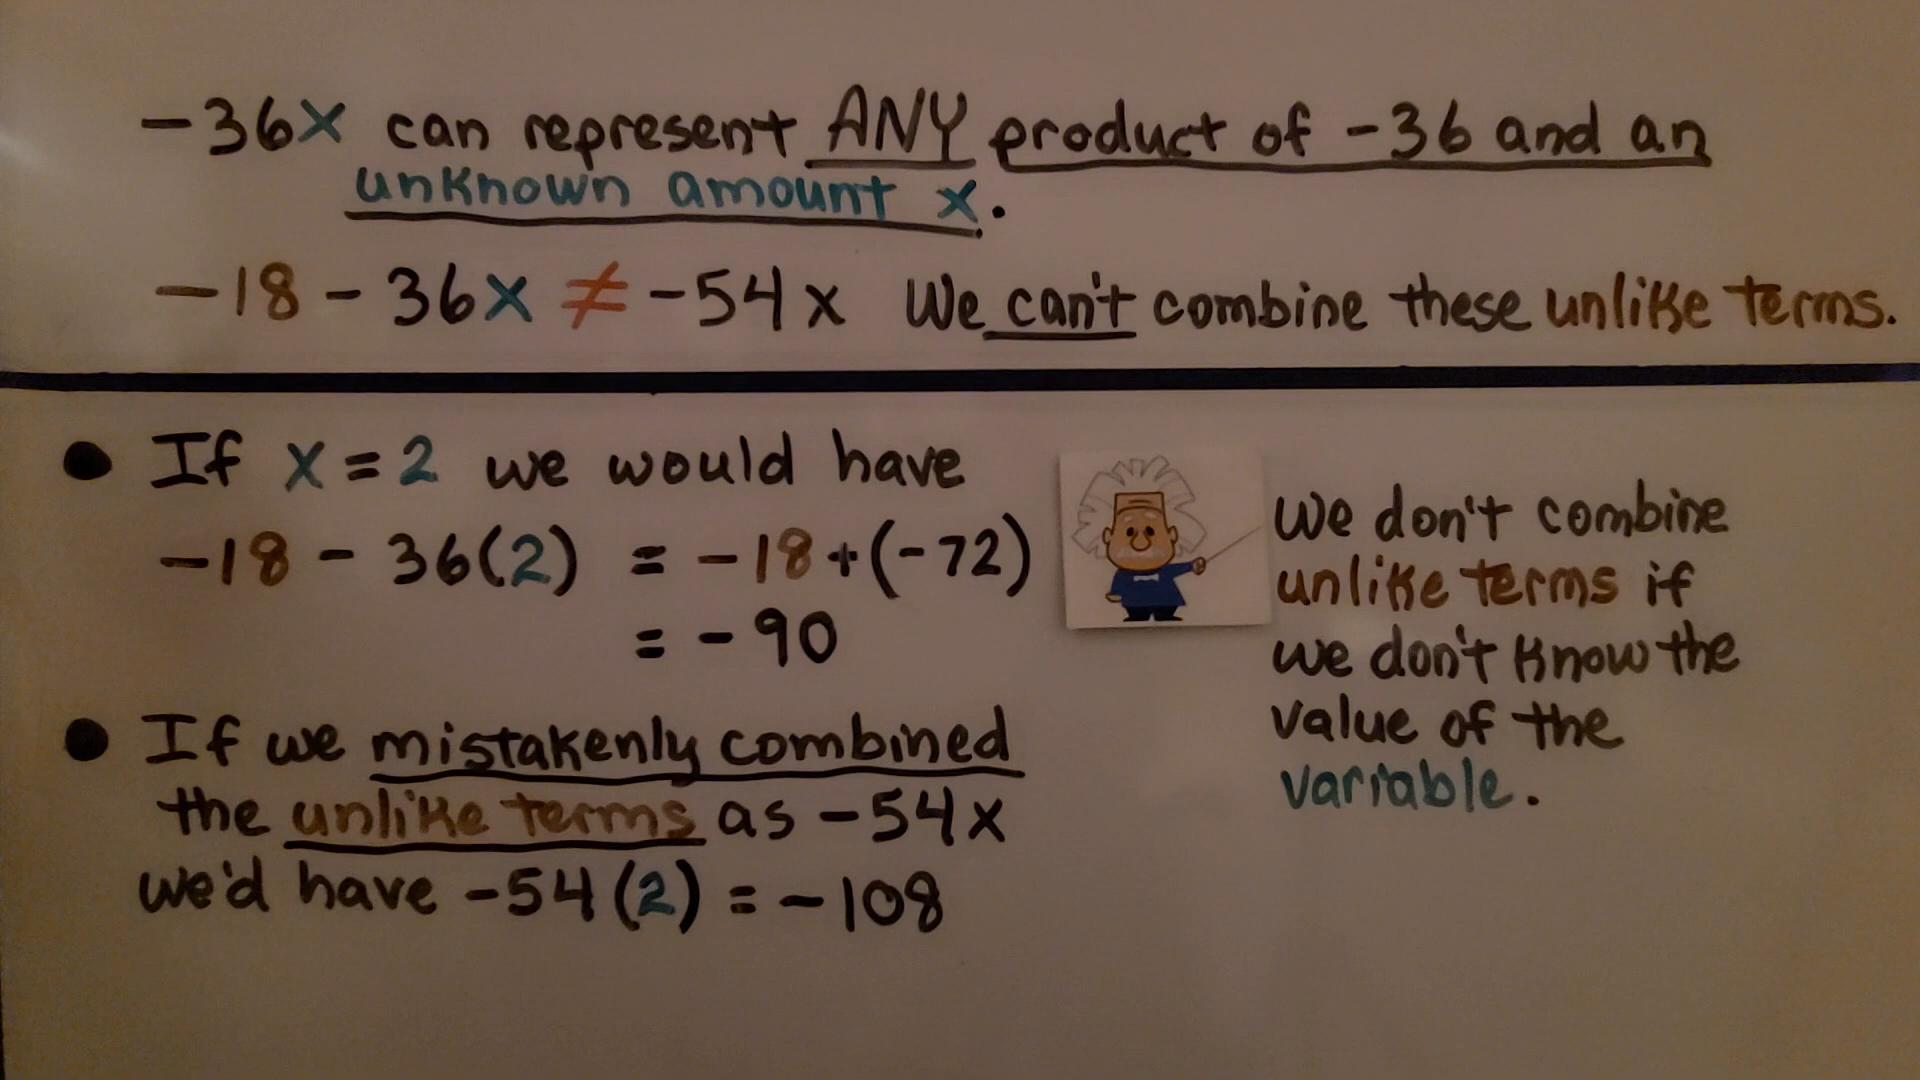 -36x can represent ANY product of -36 and an
unknown amount x.
-18 - 36x ≠ -54x We can't combine these unlike terms.
• If x = 2 we would have
-18 - 36(2) = -18 + (-72)
= -90
• If we mistakenly combined
the unlike terms as -54x
we'd have -54(2) = -108
We don't combine
unlike terms if
we don't know the
value of the
variable.